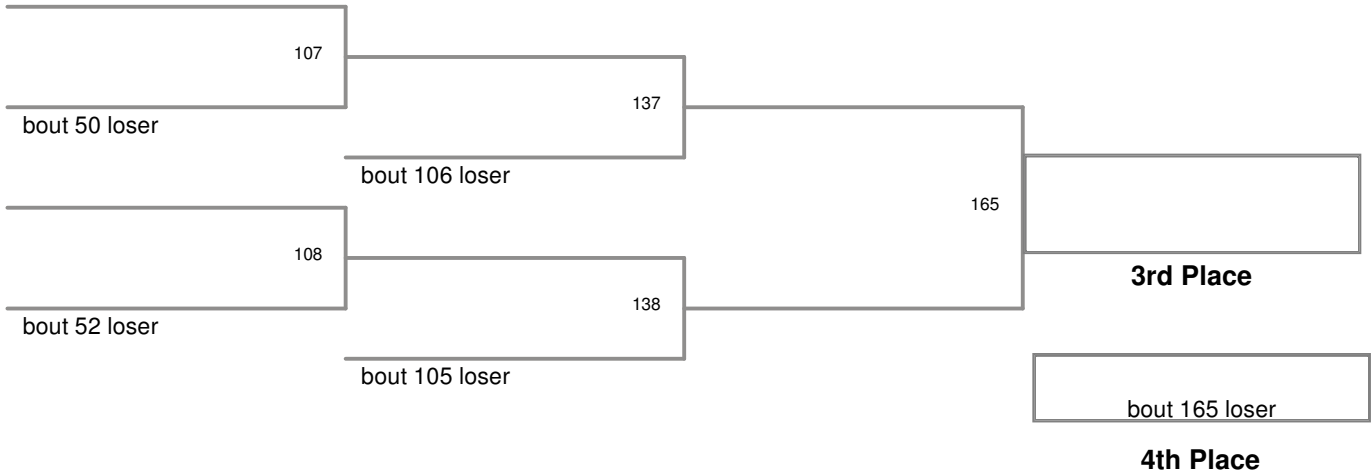 107
bout 50 loser
137
bout 106 loser
165
108
3rd Place
138
bout 52 loser
bout 105 loser
bout 165 loser
4th Place